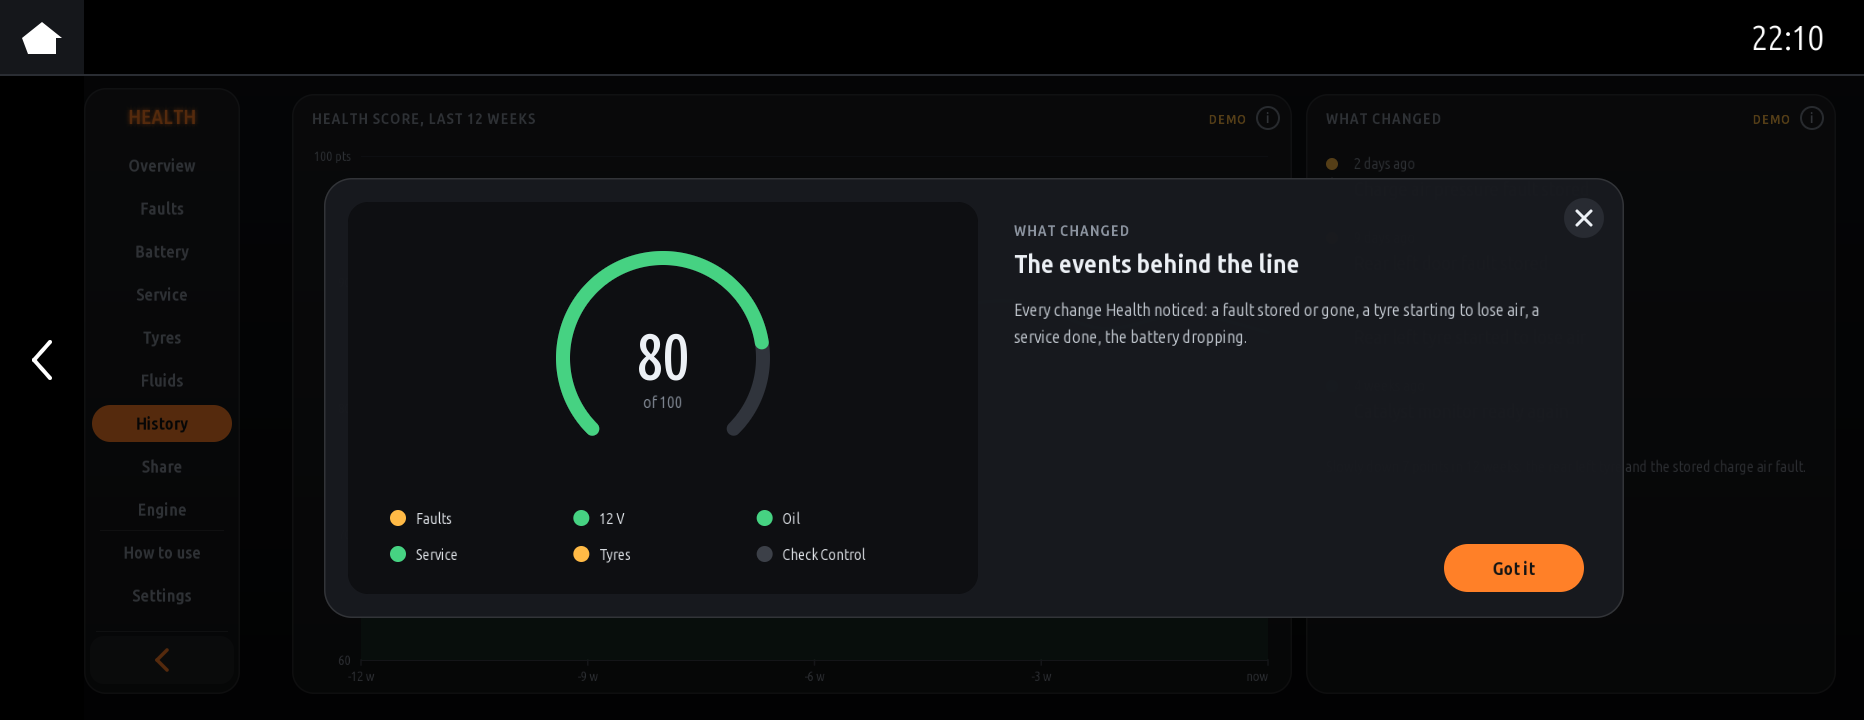 22:10
HEALTH
Overview
Faults
Battery
Service
Tyres
Fluids
History
Share
Engine
How to use
Settings
HEALTH SCORE, LAST 12 WEEKS
DEMO
i
100 pts
60
-12 w
-9 w
-6 w
-3 w
now
WHAT CHANGED
DEMO
i
2 days ago
and the stored charge air fault.
80
of 100
Faults
12 V
Oil
Service
Tyres
Check Control
WHAT CHANGED
The events behind the line
Every change Health noticed: a fault stored or gone, a tyre starting to lose air, a
service done, the battery dropping.
Got it